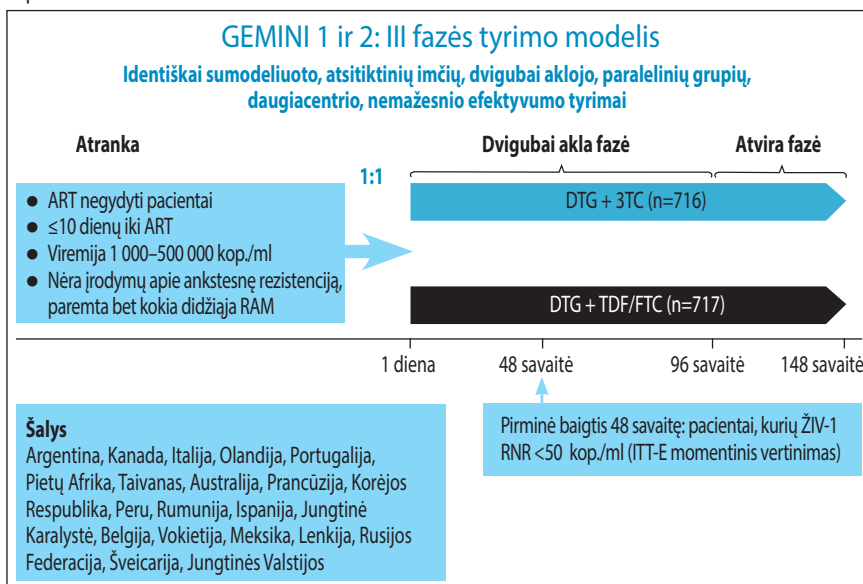 GEMINI 1 ir 2: III fazės tyrimo modelis
Identiškai sumodeliuoto, atsitiktinių imčių, dvigubai aklojo, paralelinių grupių,
daugiacentrio, nemažesnio efektyvumo tyrimai
Atranka
1:1
Dvigubai akla fazė
Atvira fazė
● ART negydyti pacientai
● ≤10 dienų iki ART
● Viremija 1 000–500 000 kop./ml
● Nėra įrodymų apie ankstesnę rezistenciją,
paremta bet kokia didžiąja RAM
DTG + 3TC (n=716)
DTG + TDF/FTC (n=717)
1 diena
48 savaitė
96 savaitė
148 savaitė
Pirminė baigtis 48 savaitę: pacientai, kurių ŽIV-1
RNR <50 kop./ml (ITT-E momentinis vertinimas)
Šalys
Argentina, Kanada, Italija, Olandija, Portugalija,
Pietų Afrika, Taivanas, Australija, Prancūzija, Korėjos
Respublika, Peru, Rumunija, Ispanija, Jungtinė
Karalystė, Belgija, Vokietija, Meksika, Lenkija, Rusijos
Federacija, Šveicarija, Jungtinės Valstijos